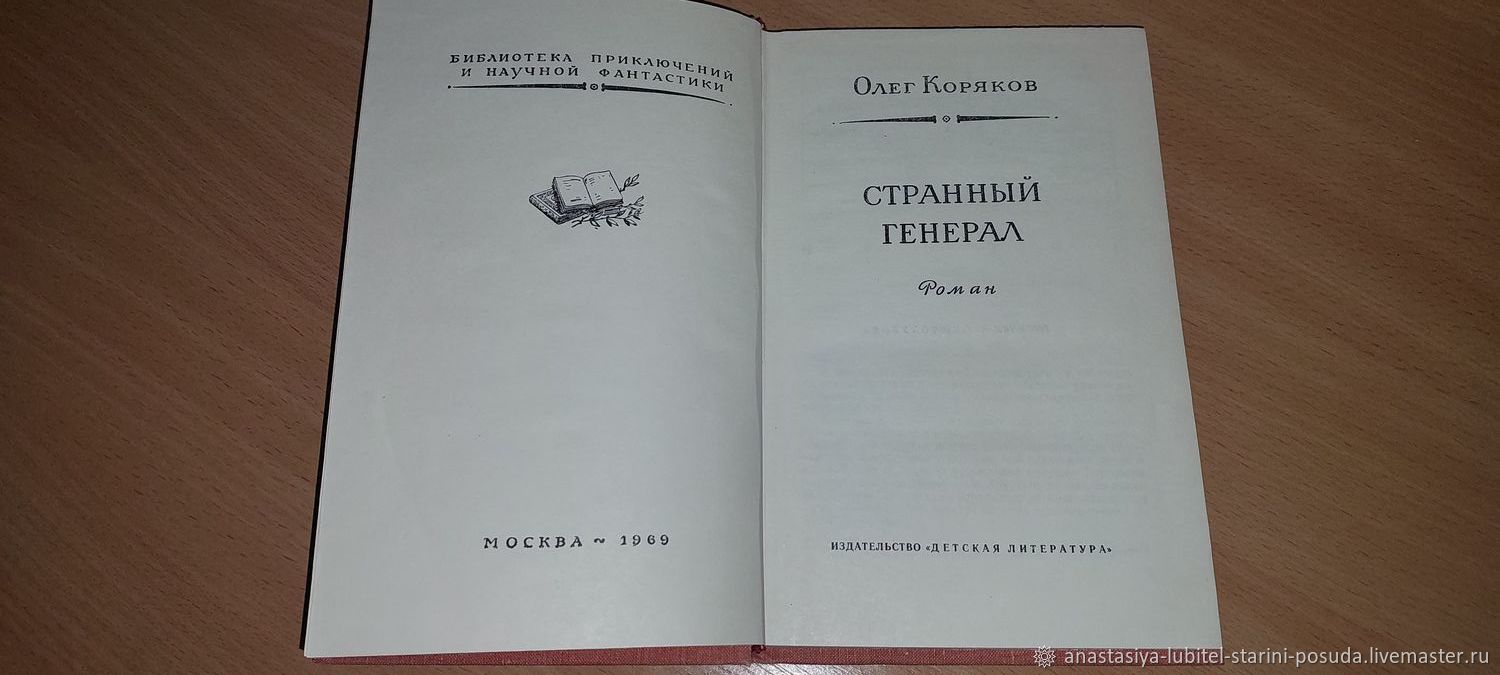 БИБЛИОТЕКА ПРИКЛЮЧЕНИЙ
И НАУЧНОЙ ФАНТАСТИКИ
МОСКВА ~ 1969
ОЛЕГ КОРЯКОВ
СТРАННЫЙ
ГЕНЕРАЛ
Роман
ИЗДАТЕЛЬСТВО «ДЕТСКАЯ ЛИТЕРАТУРА»
anastasiya-lubitel-starini-posuda.livemaster.ru